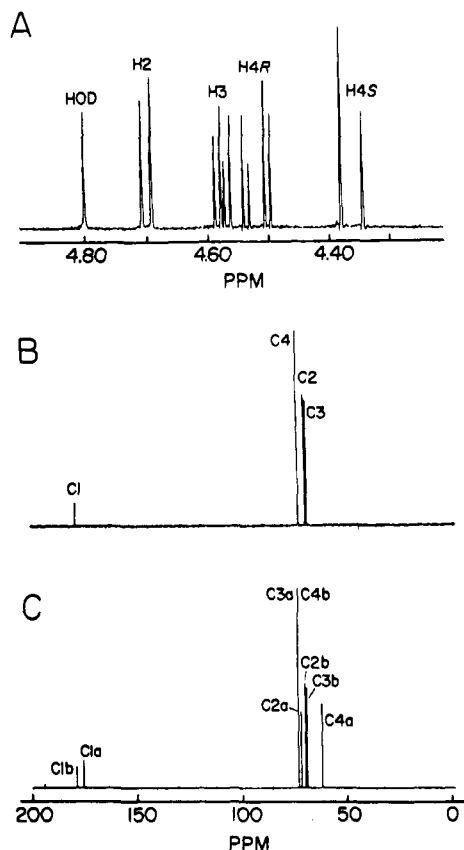 A
HOD
H2
H3
H4R
H4S
4.80
4.60
4.40
PPM
B
C4
C2
C3
C1
C
C3a C4b
C2b
C3b
C2a
C4a
C1b
C1a
200
150
100
50
0
PPM